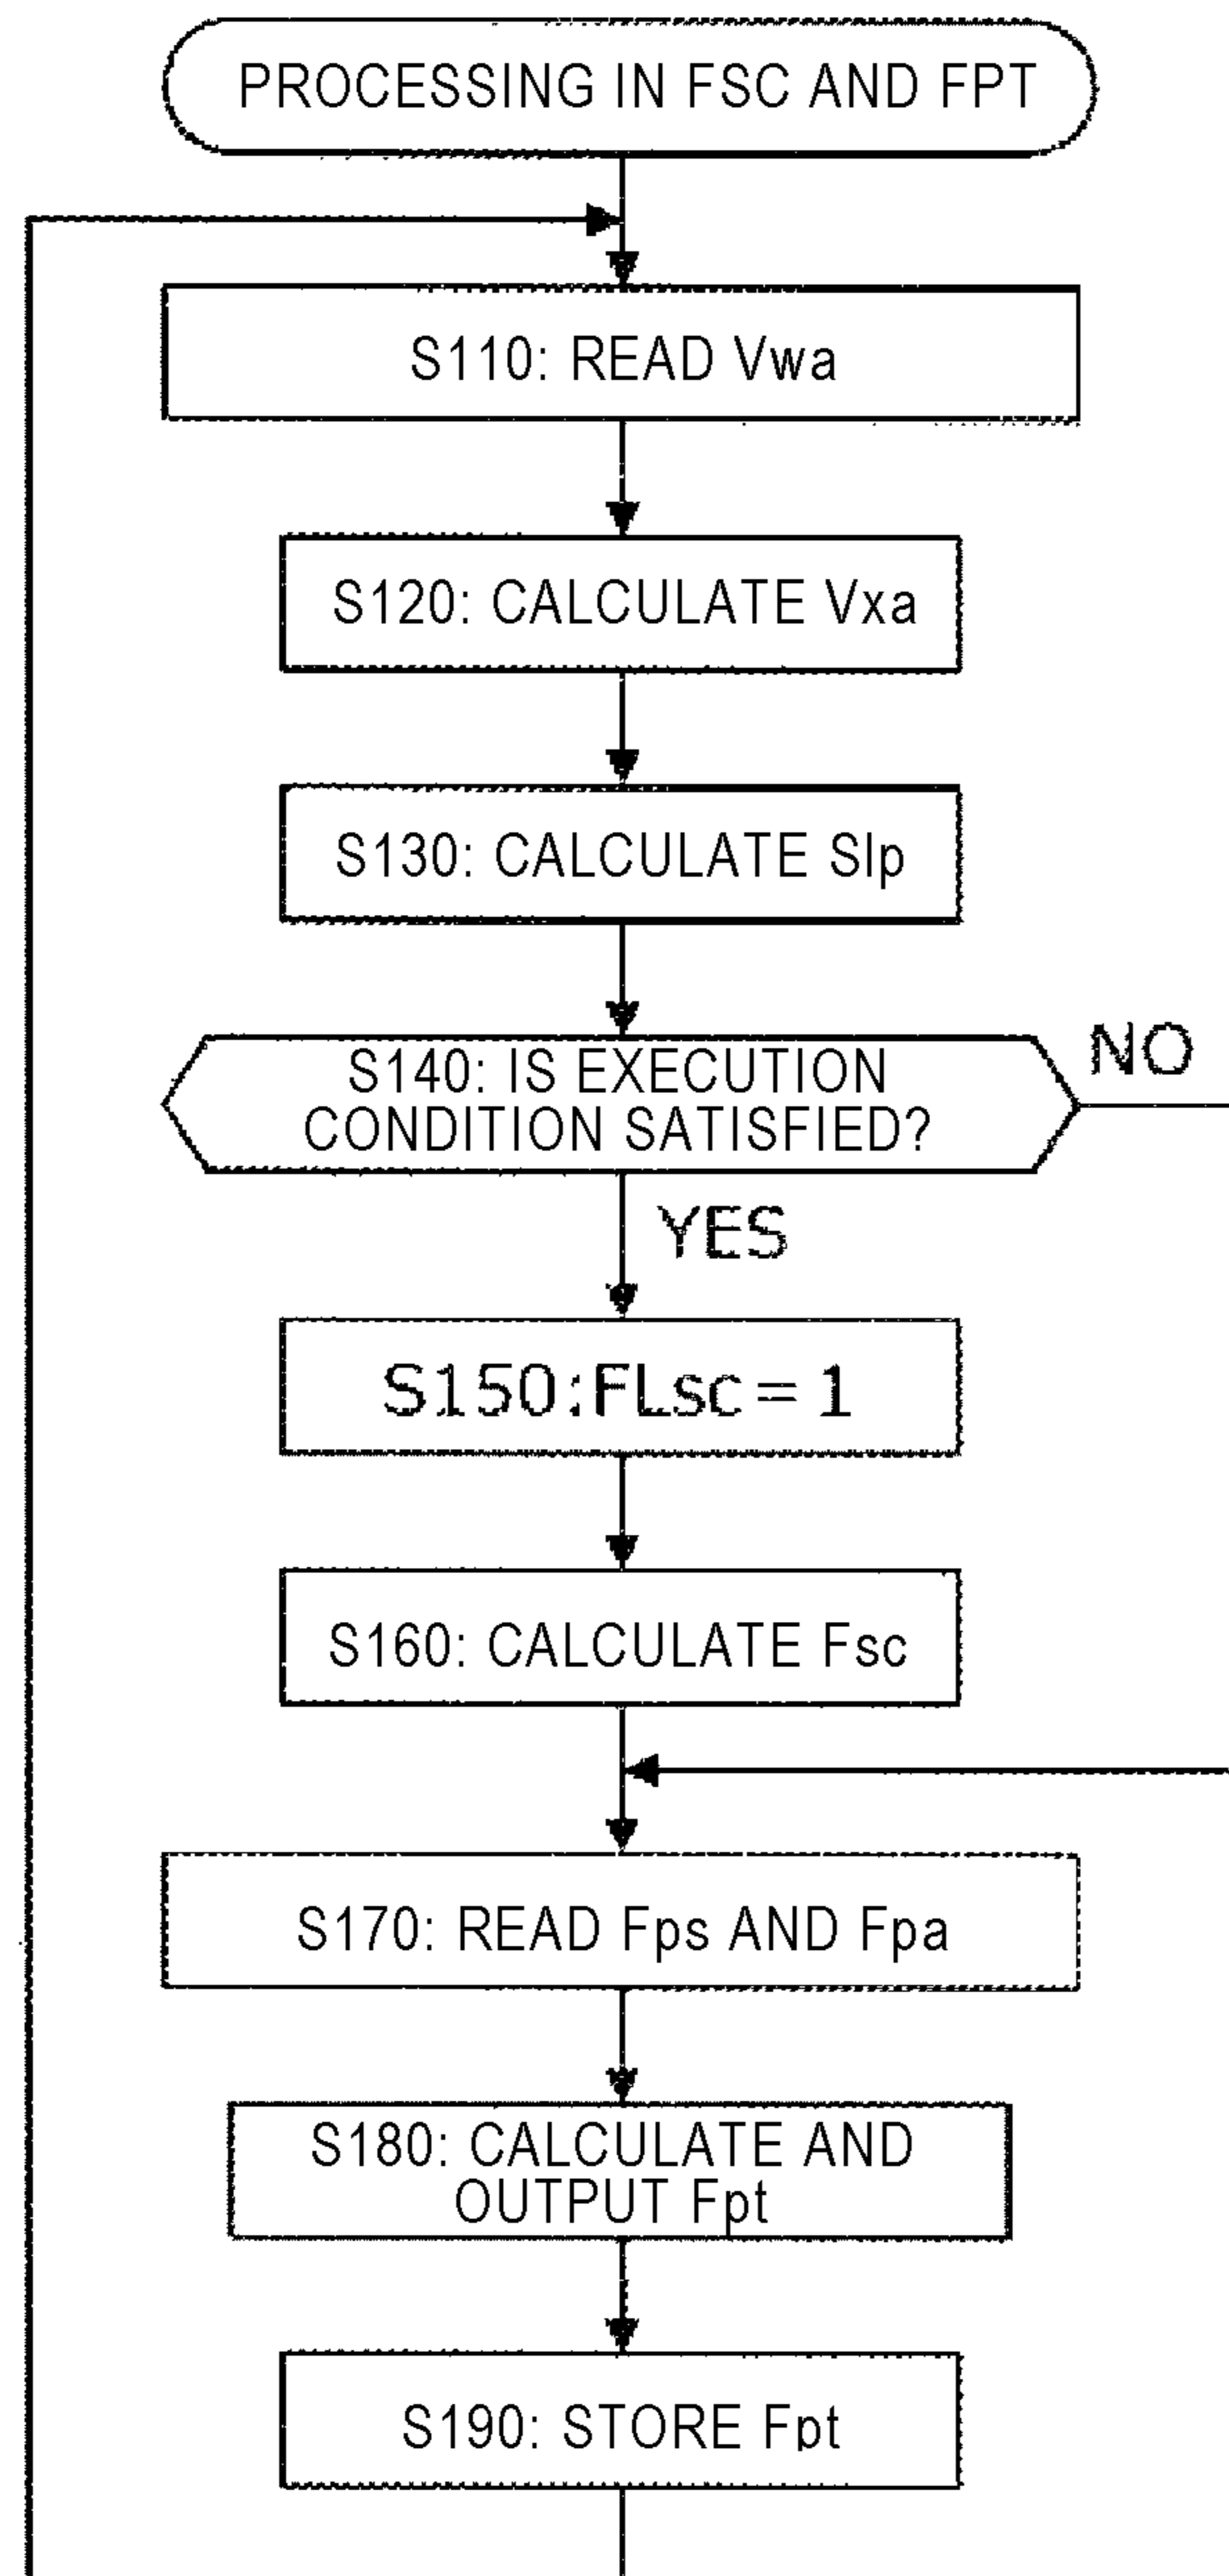 PROCESSING IN FSC AND FPT
S110: READ Vwa
S120: CALCULATE Vxa
S130: CALCULATE Slp
S140: IS EXECUTION
CONDITION SATISFIED?
NO
YES
S150:FLsc=1
S160: CALCULATE Fsc
S170: READ Fps AND Fpa
S180: CALCULATE AND
OUTPUT Fpt
S190: STORE Fpt